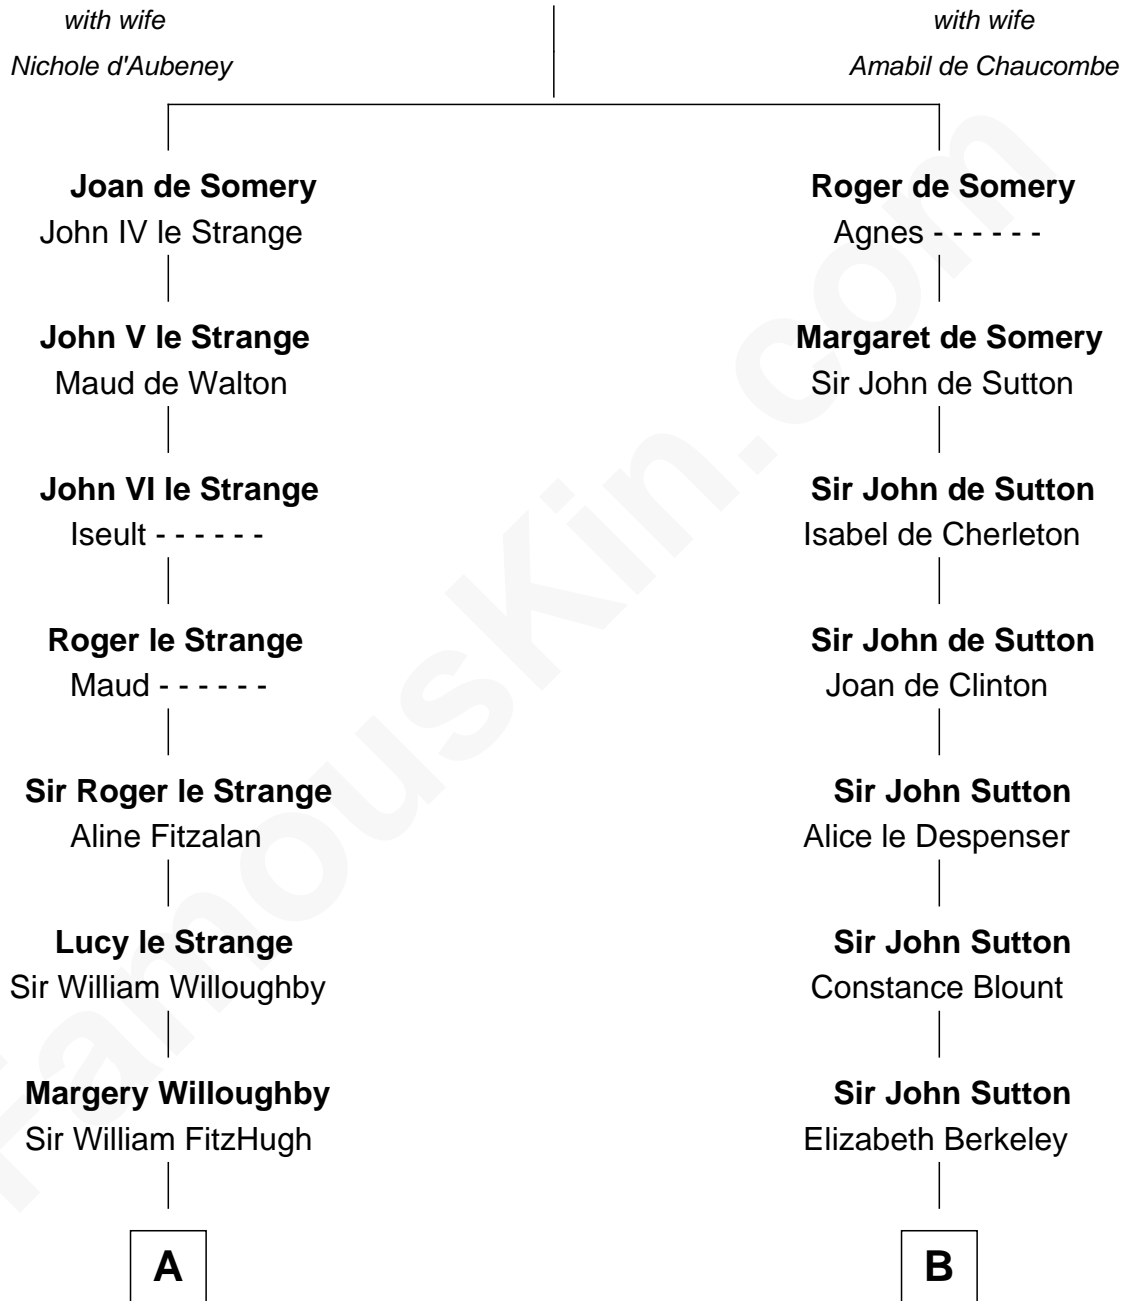 with wife
Nichole d'Aubeney
with wife
Amabil de Chaucombe
Joan de Somery
John IV le Strange
Roger de Somery
Agnes - - - - - -
John V le Strange
Maud de Walton
Margaret de Somery
Sir John de Sutton
John VI le Strange
Iseult - - - - - -
Sir John de Sutton
Isabel de Cherleton
Roger le Strange
Maud - - - - - -
Sir John de Sutton
Joan de Clinton
Sir Roger le Strange
Aline Fitzalan
Sir John Sutton
Alice le Despenser
Lucy le Strange
Sir William Willoughby
Sir John Sutton
Constance Blount
Margery Willoughby
Sir William FitzHugh
Sir John Sutton
Elizabeth Berkeley
A
B
FamousKin.com